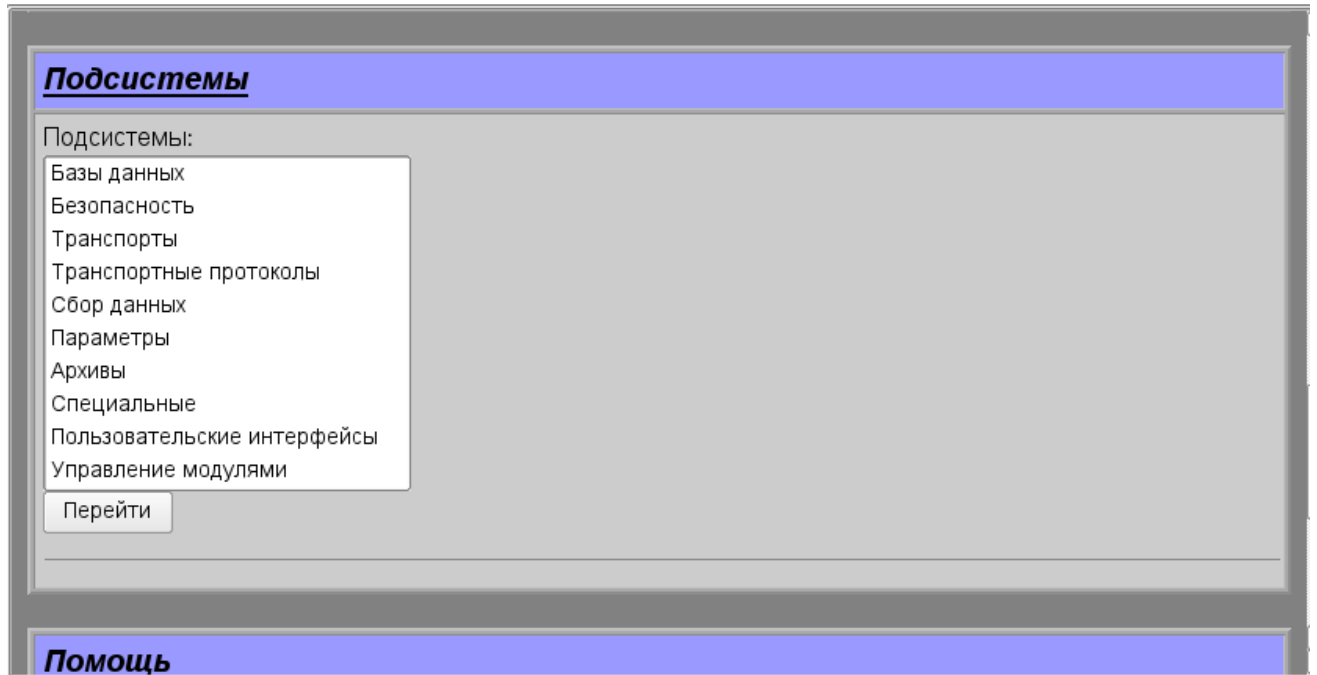 Подсистемы
Подсистемы:
Базы данных
Безопасность
Транспорты
Транспортные протоколы
Сбор данных
Параметры
Архивы
Специальные
Пользовательские интерфейсы
Управление модулями
Перейти
Помощь